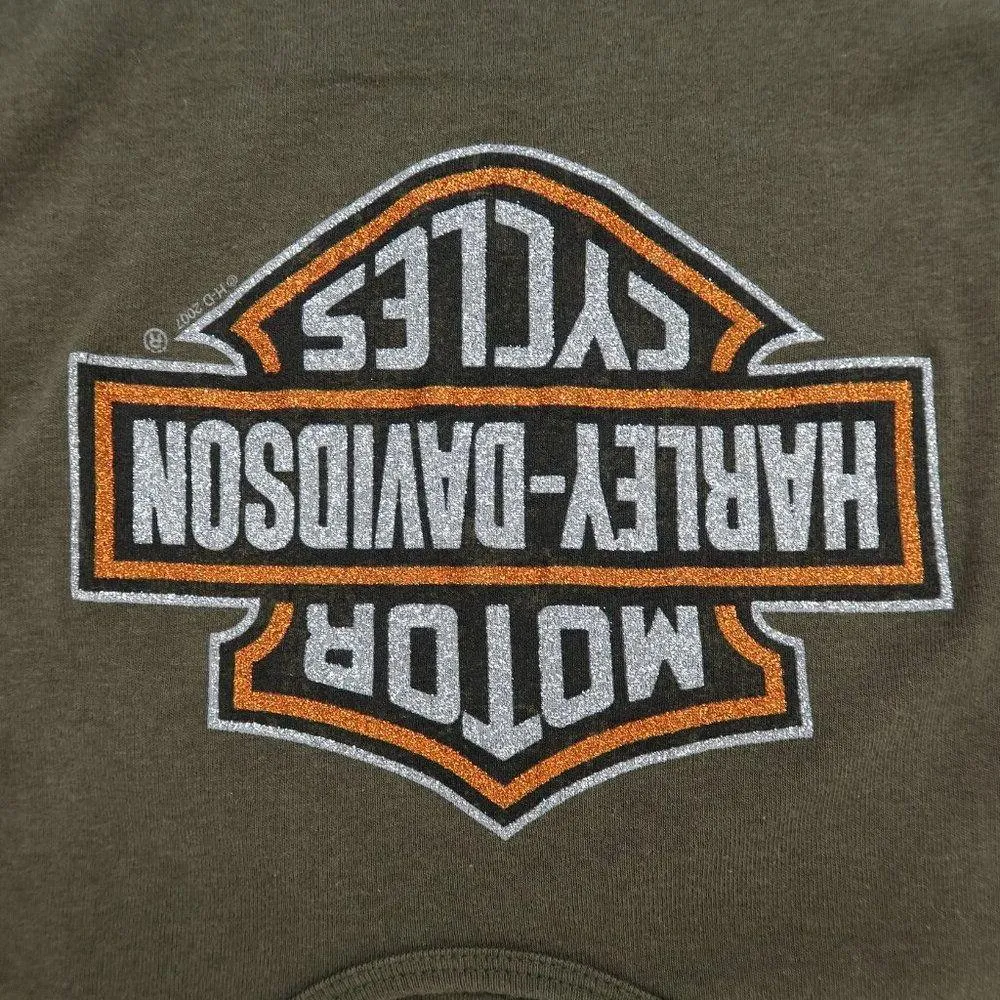 MOTOR
HARLEY-DAVIDSON
CYCLES
®
© H-D 2007